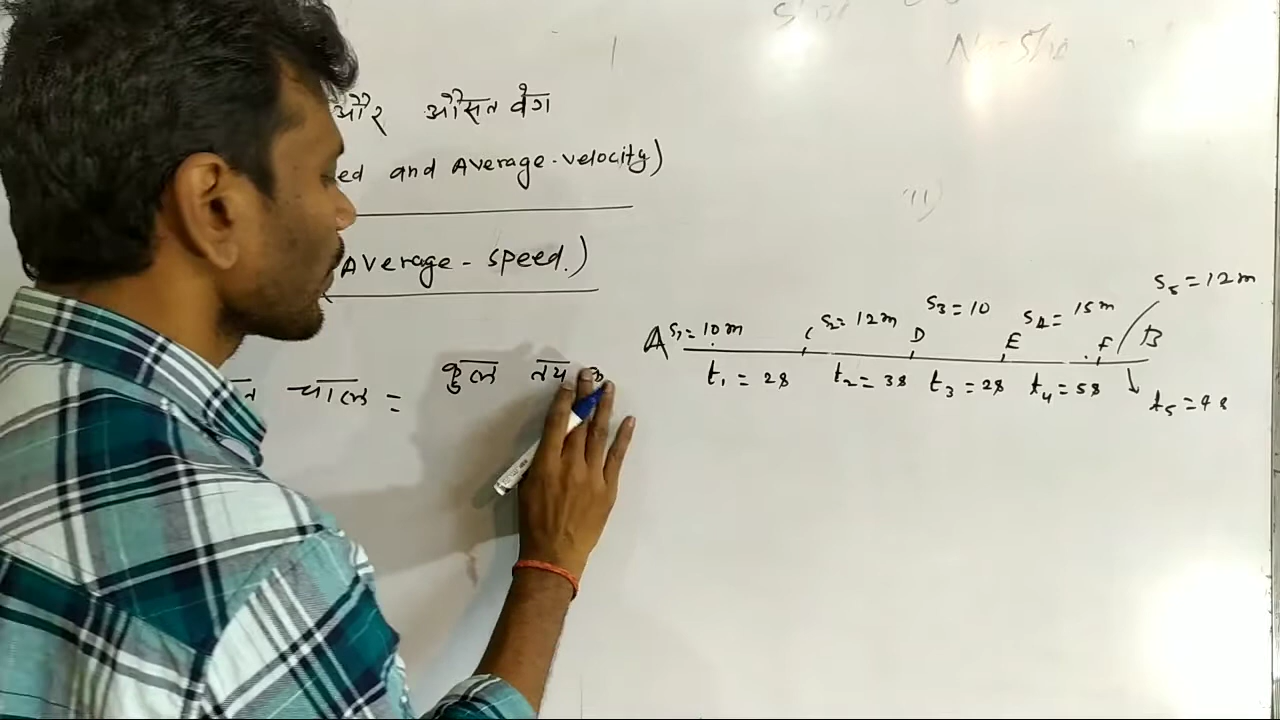 और औसत वेग
ed and Average-velocity)
Average - speed.)
चाल = कुल तय
A S₁ = 10m C S₂ = 12m D S₃ = 10 E S₄ = 15m F B S₅ = 12m
t₁ = 2s t₂ = 3s t₃ = 2s t₄ = 5s t₅ = 4s